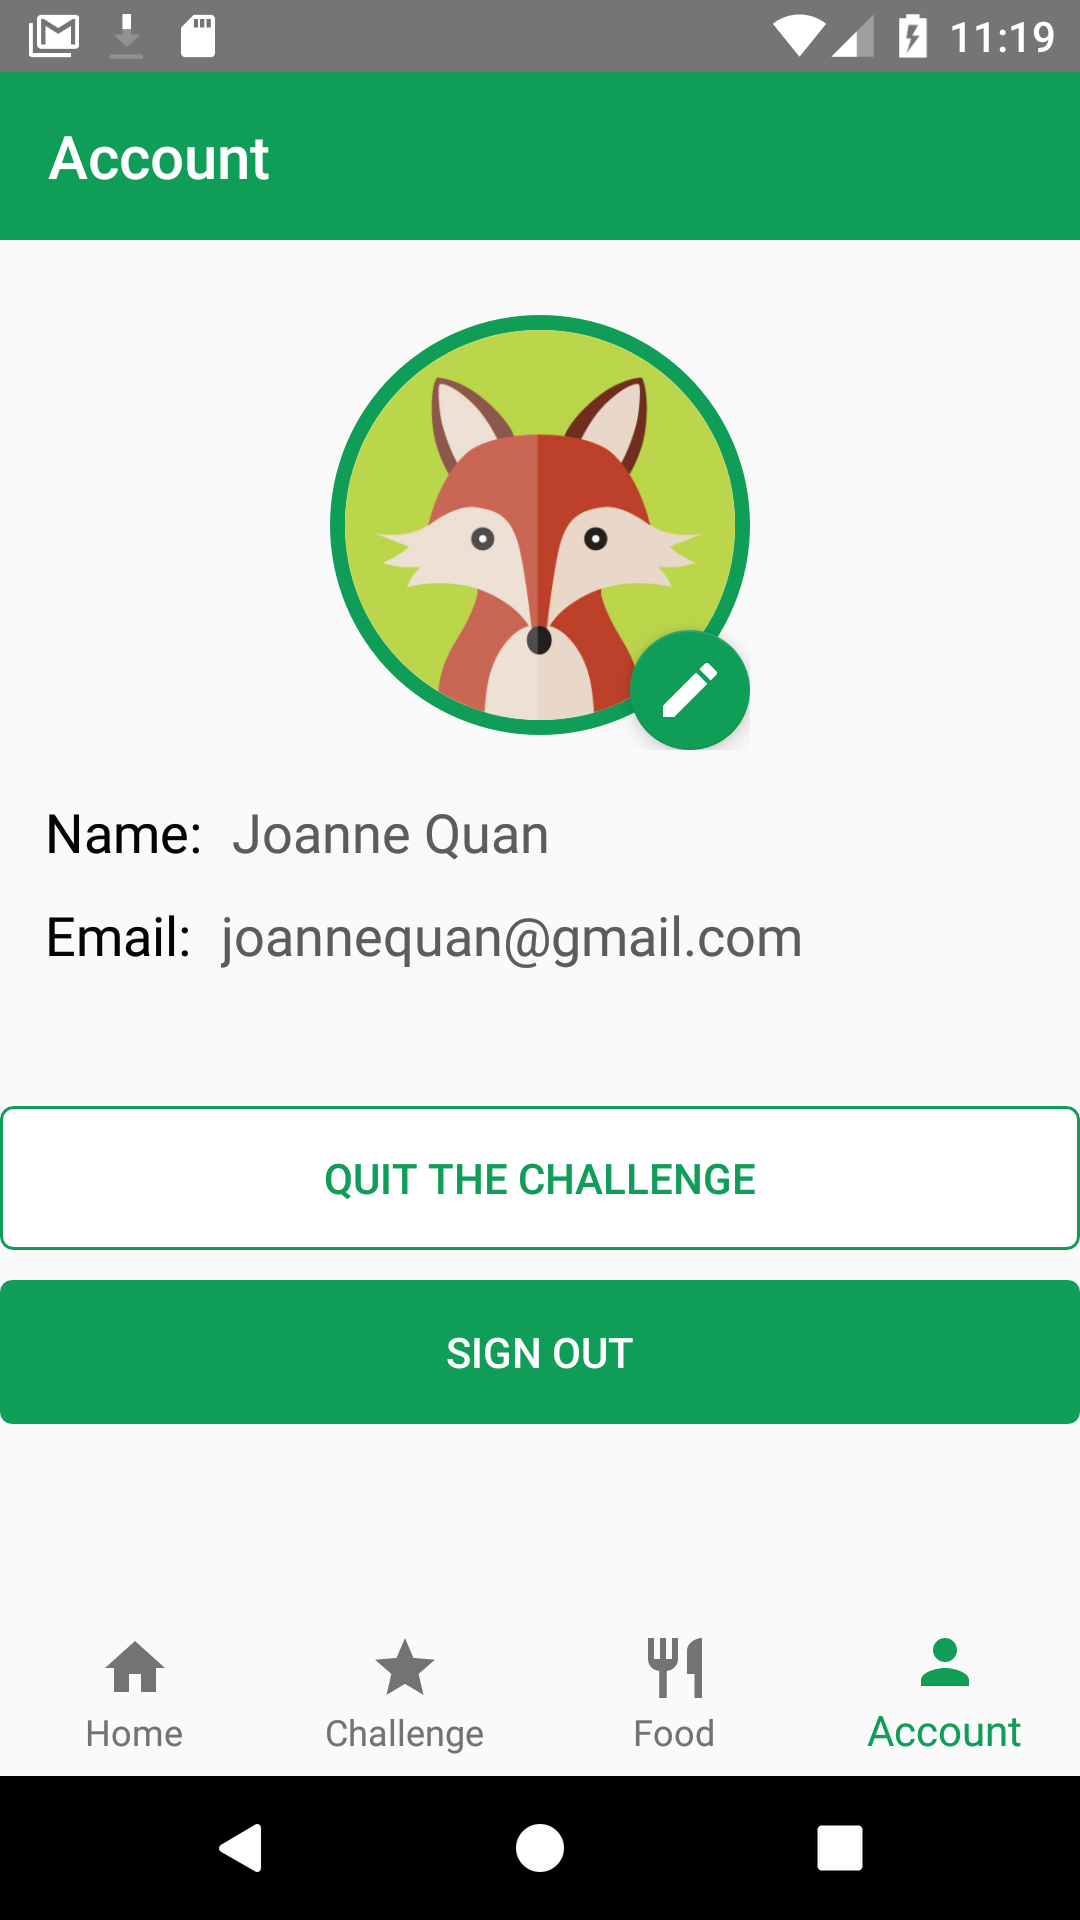 11:19
Account
Name: Joanne Quan
Email: joannequan@gmail.com
QUIT THE CHALLENGE
SIGN OUT
Home Challenge Food Account